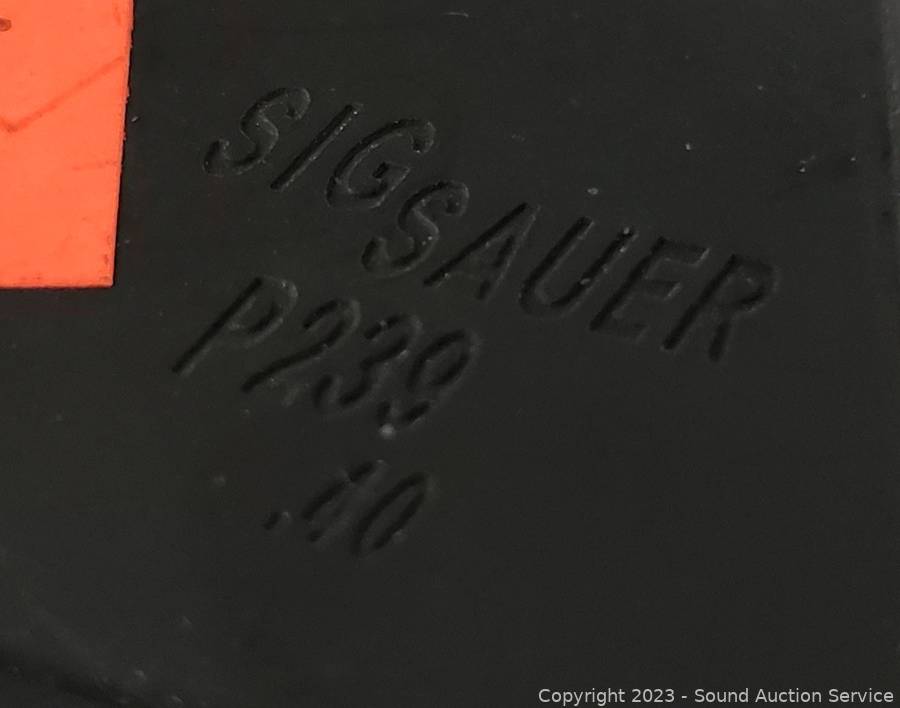 SIGSAUER
P239
.40
Copyright 2023 - Sound Auction Service